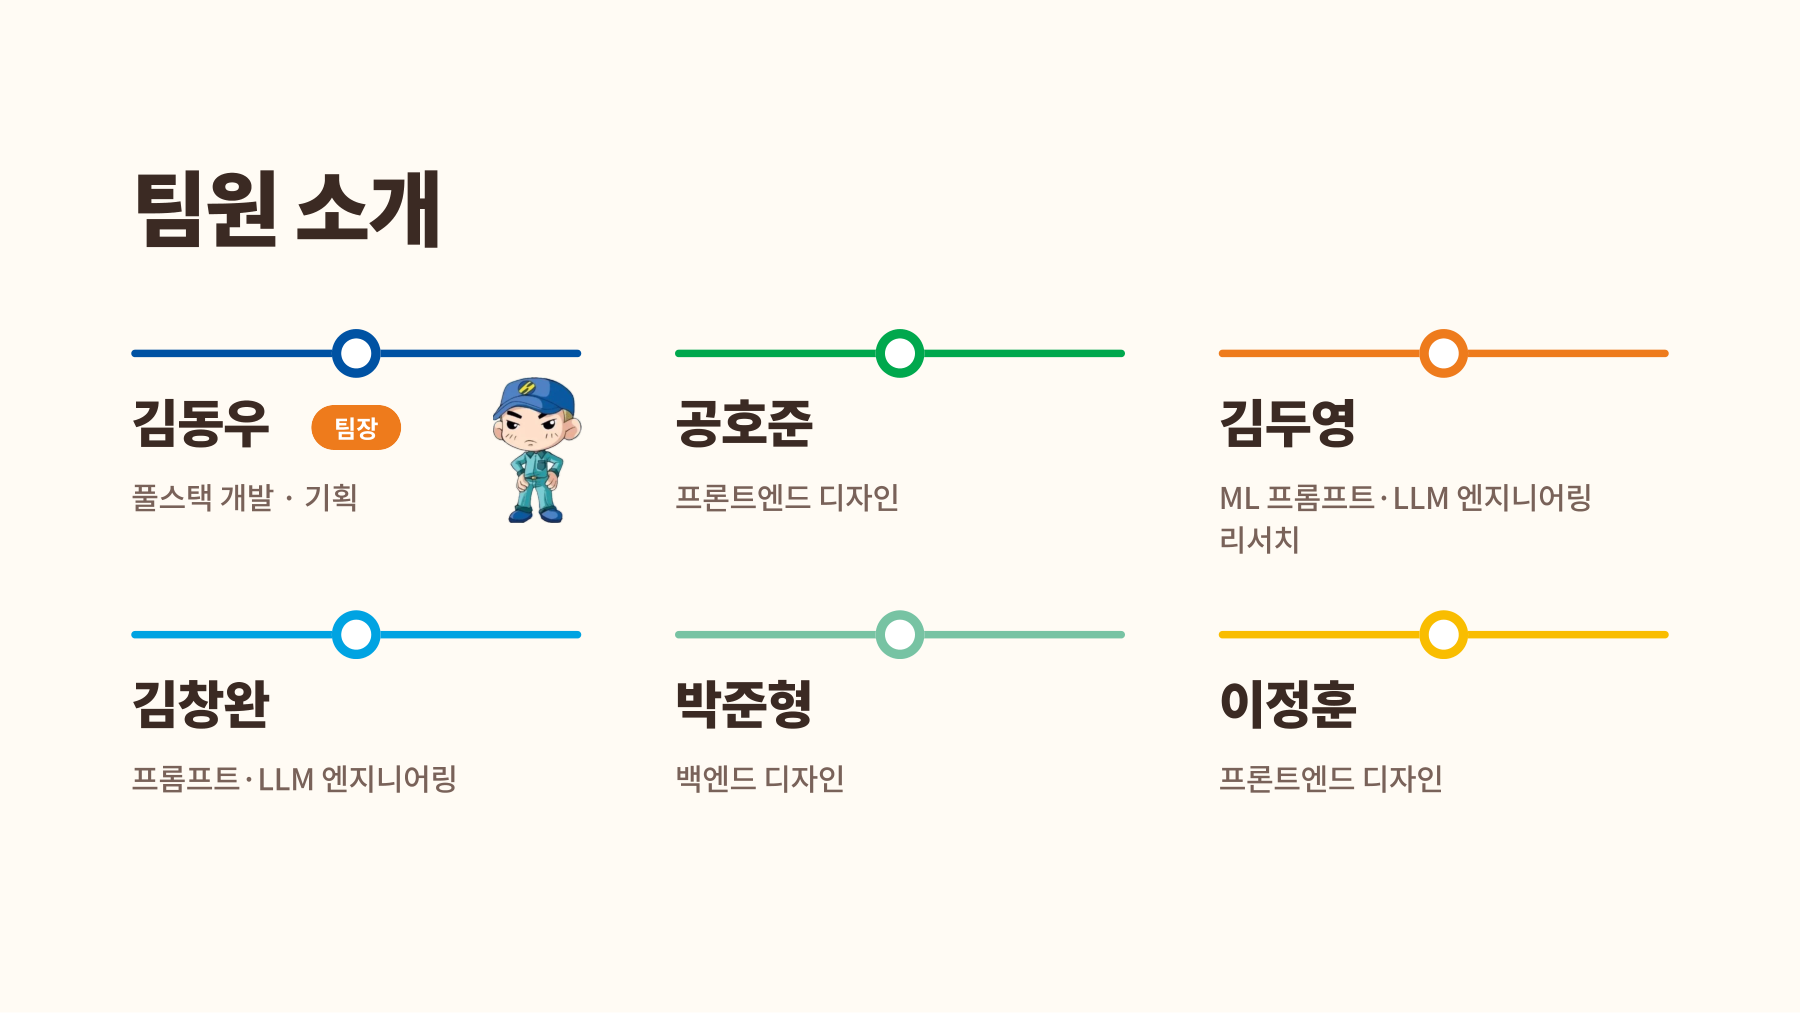 팀원 소개
김동우 팀장
풀스택 개발 · 기획
공호준
프론트엔드 디자인
김두영
ML 프롬프트·LLM 엔지니어링
리서치
김창완
프롬프트·LLM 엔지니어링
박준형
백엔드 디자인
이정훈
프론트엔드 디자인